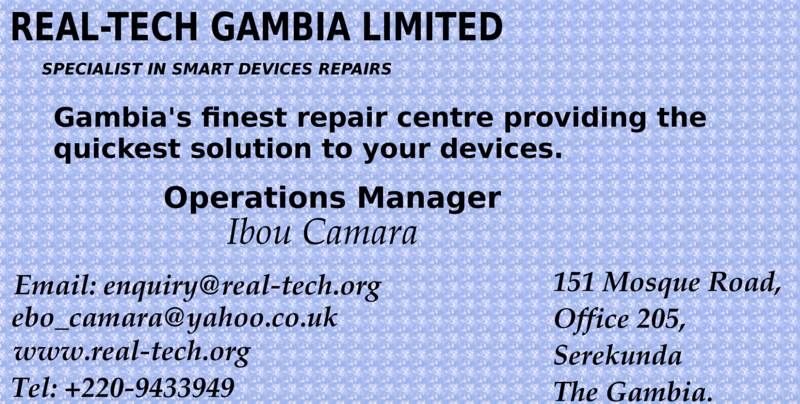 REAL-TECH GAMBIA LIMITED
SPECIALIST IN SMART DEVICES REPAIRS
Gambia's finest repair centre providing the
quickest solution to your devices.
Operations Manager
Ibou Camara
Email: enquiry@real-tech.org
ebo_camara@yahoo.co.uk
www.real-tech.org
Tel: +220-9433949
151 Mosque Road,
Office 205,
Serekunda
The Gambia.